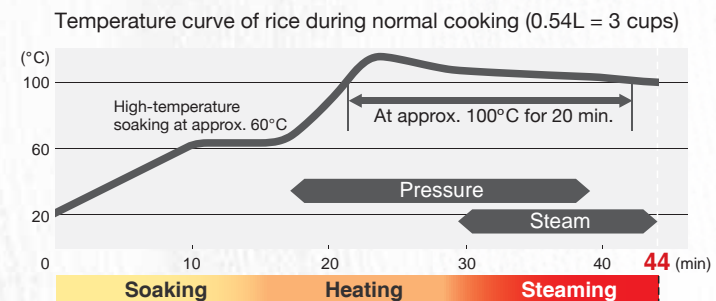 Temperature curve of rice during normal cooking (0.54L = 3 cups)
(°C)
100
High-temperature
soaking at approx. 60°C
At approx. 100°C for 20 min.
60
Pressure
20
Steam
0 10 20 30 40 44 (min)
Soaking Heating Steaming